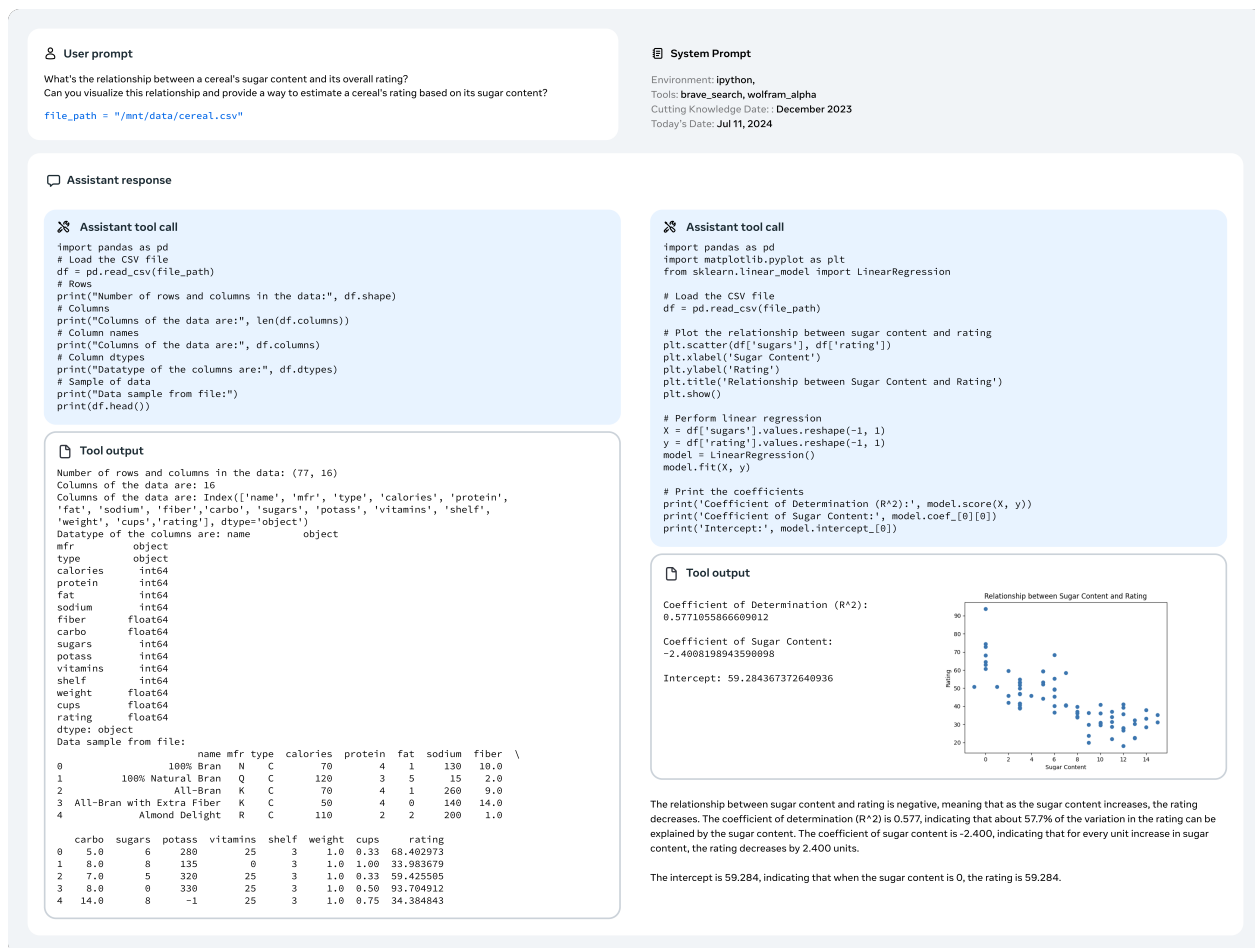 User prompt
What's the relationship between a cereal's sugar content and its overall rating?
Can you visualize this relationship and provide a way to estimate a cereal's rating based on its sugar content?
file_path = "/mnt/data/cereal.csv"
System Prompt
Environment: ipython,
Tools: brave_search, wolfram_alpha
Cutting Knowledge Date: : December 2023
Today's Date: Jul 11, 2024
Assistant response
Assistant tool call
import pandas as pd
# Load the CSV file
df = pd.read_csv(file_path)
# Rows
print("Number of rows and columns in the data:", df.shape)
# Columns
print("Columns of the data are:", len(df.columns))
# Column names
print("Columns of the data are:", df.columns)
# Column dtypes
print("Datatype of the columns are:", df.dtypes)
# Sample of data
print("Data sample from file:")
print(df.head())
Tool output
Number of rows and columns in the data: (77, 16)
Columns of the data are: 16
Columns of the data are: Index(['name', 'mfr', 'type', 'calories', 'protein',
'fat', 'sodium', 'fiber','carbo', 'sugars', 'potass', 'vitamins', 'shelf',
'weight', 'cups','rating'], dtype='object')
Datatype of the columns are: name object
mfr object
type object
calories int64
protein int64
fat int64
sodium int64
fiber float64
carbo float64
sugars int64
potass int64
vitamins int64
shelf int64
weight float64
cups float64
rating float64
dtype: object
Data sample from file:
name mfr type calories protein fat sodium fiber \
0 100% Bran N C 70 4 1 130 10.0
1 100% Natural Bran Q C 120 3 5 15 2.0
2 All-Bran K C 70 4 1 260 9.0
3 All-Bran with Extra Fiber K C 50 4 0 140 14.0
4 Almond Delight R C 110 2 2 200 1.0
carbo sugars potass vitamins shelf weight cups rating
0 5.0 6 280 25 3 1.0 0.33 68.402973
1 8.0 8 135 0 3 1.0 1.00 33.983679
2 7.0 5 320 25 3 1.0 0.33 59.425505
3 8.0 0 330 25 3 1.0 0.50 93.704912
4 14.0 8 -1 25 3 1.0 0.75 34.384843
Assistant tool call
import pandas as pd
import matplotlib.pyplot as plt
from sklearn.linear_model import LinearRegression
# Load the CSV file
df = pd.read_csv(file_path)
# Plot the relationship between sugar content and rating
plt.scatter(df['sugars'], df['rating'])
plt.xlabel('Sugar Content')
plt.ylabel('Rating')
plt.title('Relationship between Sugar Content and Rating')
plt.show()
# Perform linear regression
X = df['sugars'].values.reshape(-1, 1)
y = df['rating'].values.reshape(-1, 1)
model = LinearRegression()
model.fit(X, y)
# Print the coefficients
print('Coefficient of Determination (R^2):', model.score(X, y))
print('Coefficient of Sugar Content:', model.coef_[0][0])
print('Intercept:', model.intercept_[0])
Tool output
Coefficient of Determination (R^2):
0.5771055866609012
Coefficient of Sugar Content:
-2.4008198943590098
Intercept: 59.284367372640936
Relationship between Sugar Content and Rating
90
80
70
60
50
40
30
20
Rating
0 2 4 6 8 10 12 14
Sugar Content
The relationship between sugar content and rating is negative, meaning that as the sugar content increases, the rating
decreases. The coefficient of determination (R^2) is 0.577, indicating that about 57.7% of the variation in the rating can be
explained by the sugar content. The coefficient of sugar content is -2.400, indicating that for every unit increase in sugar
content, the rating decreases by 2.400 units.
The intercept is 59.284, indicating that when the sugar content is 0, the rating is 59.284.